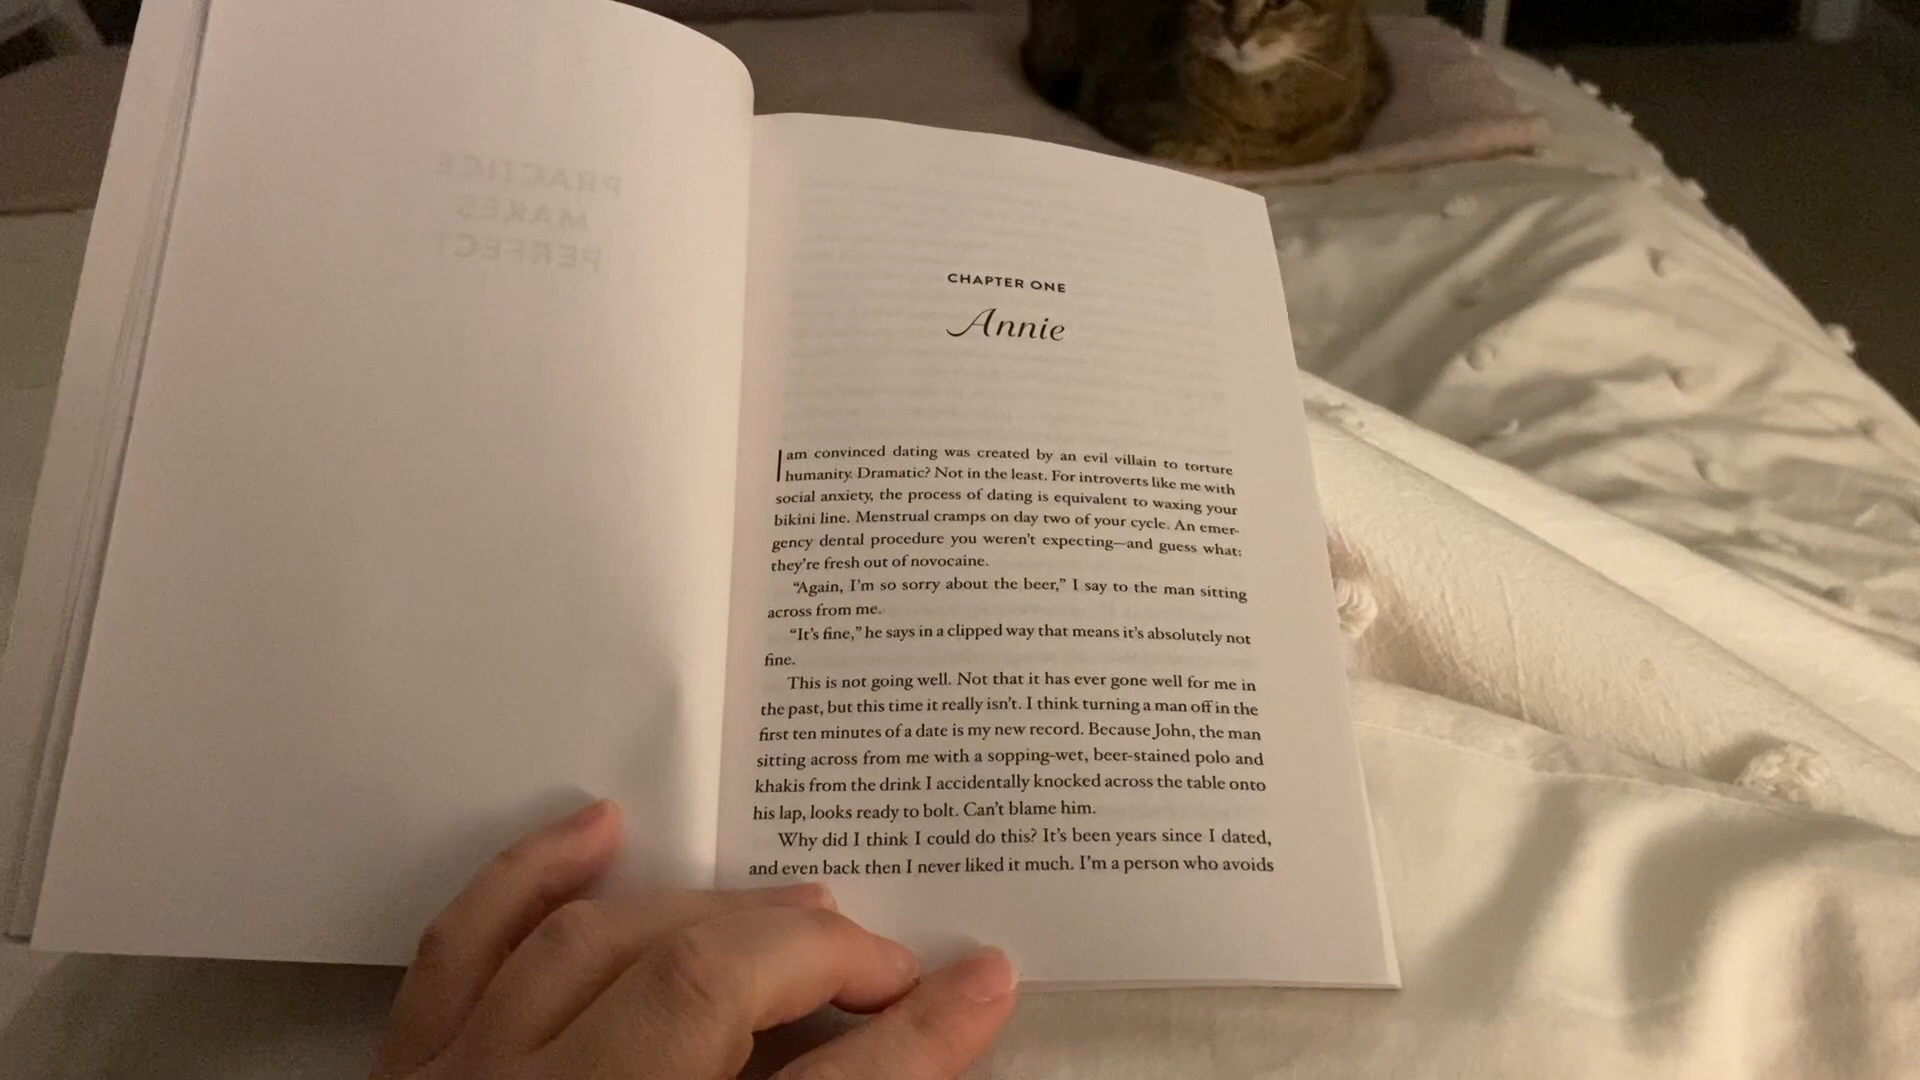 PRACTICE
MAKES
PERFECT
CHAPTER ONE
Annie
I am convinced dating was created by an evil villain to torture
humanity. Dramatic? Not in the least. For introverts like me with
social anxiety, the process of dating is equivalent to waxing your
bikini line. Menstrual cramps on day two of your cycle. An emer-
gency dental procedure you weren't expecting—and guess what:
they're fresh out of novocaine.
“Again, I'm so sorry about the beer,” I say to the man sitting
across from me.
“It's fine,” he says in a clipped way that means it's absolutely not
fine.
This is not going well. Not that it has ever gone well for me in
the past, but this time it really isn't. I think turning a man off in the
first ten minutes of a date is my new record. Because John, the man
sitting across from me with a sopping-wet, beer-stained polo and
khakis from the drink I accidentally knocked across the table onto
his lap, looks ready to bolt. Can't blame him.
Why did I think I could do this? It's been years since I dated,
and even back then I never liked it much. I'm a person who avoids